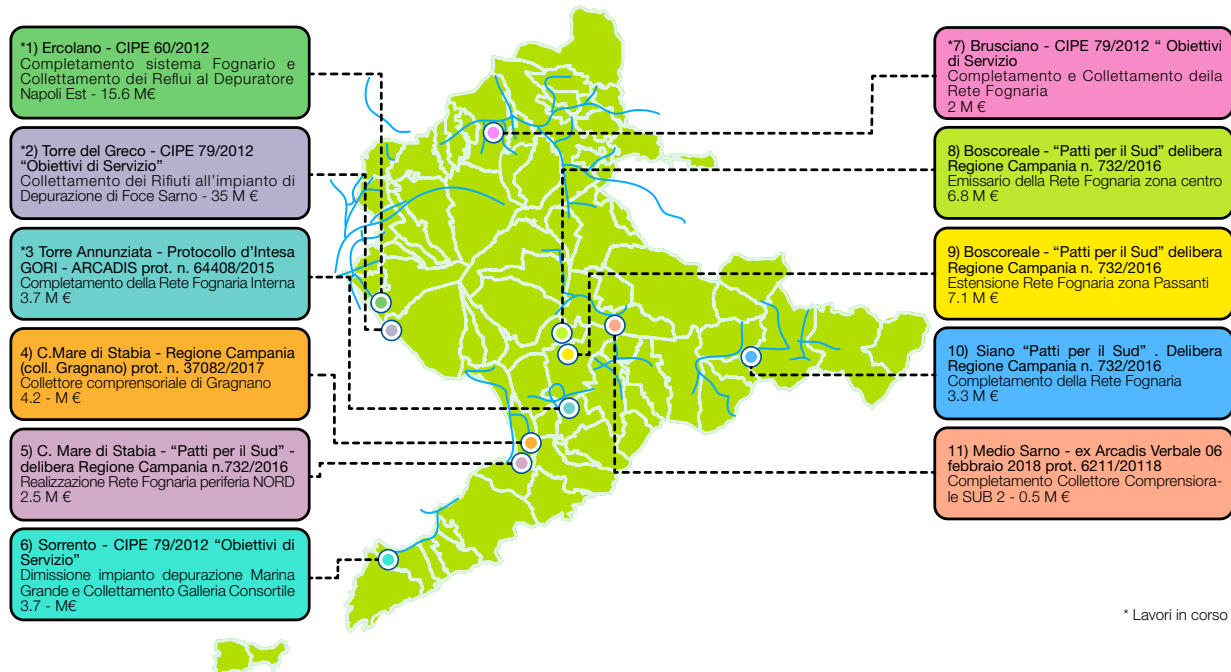 *1) Ercolano - CIPE 60/2012
Completamento sistema Fognario e
Collettamento dei Reflui al Depuratore
Napoli Est - 15.6 M€
*2) Torre del Greco - CIPE 79/2012
“Obiettivi di Servizio”
Collettamento dei Rifiuti all'impianto di
Depurazione di Foce Sarno - 35 M €
*3 Torre Annunziata - Protocollo d’Intesa
GORI - ARCADIS prot. n. 64408/2015
Completamento della Rete Fognaria Interna
3.7 M €
4) C.Mare di Stabia - Regione Campania
(coll. Gragnano) prot. n. 37082/2017
Collettore comprensoriale di Gragnano
4.2 - M €
5) C. Mare di Stabia - “Patti per il Sud” -
delibera Regione Campania n.732/2016
Realizzazione Rete Fognaria periferia NORD
2.5 M €
6) Sorrento - CIPE 79/2012 “Obiettivi di
Servizio”
Dimissione impianto depurazione Marina
Grande e Collettamento Galleria Consortile
3.7 - M€
*7) Brusciano - CIPE 79/2012 “ Obiettivi
di Servizio
Completamento e Collettamento della
Rete Fognaria
2 M €
8) Boscoreale - “Patti per il Sud” delibera
Regione Campania n. 732/2016
Emissario della Rete Fognaria zona centro
6.8 M €
9) Boscoreale - “Patti per il Sud” delibera
Regione Campania n. 732/2016
Estensione Rete Fognaria zona Passanti
7.1 M €
10) Siano “Patti per il Sud” . Delibera
Regione Campania n. 732/2016
Completamento della Rete Fognaria
3.3 M €
11) Medio Sarno - ex Arcadis Verbale 06
febbraio 2018 prot. 6211/20118
Completamento Collettore Comprensiora-
le SUB 2 - 0.5 M €
* Lavori in corso